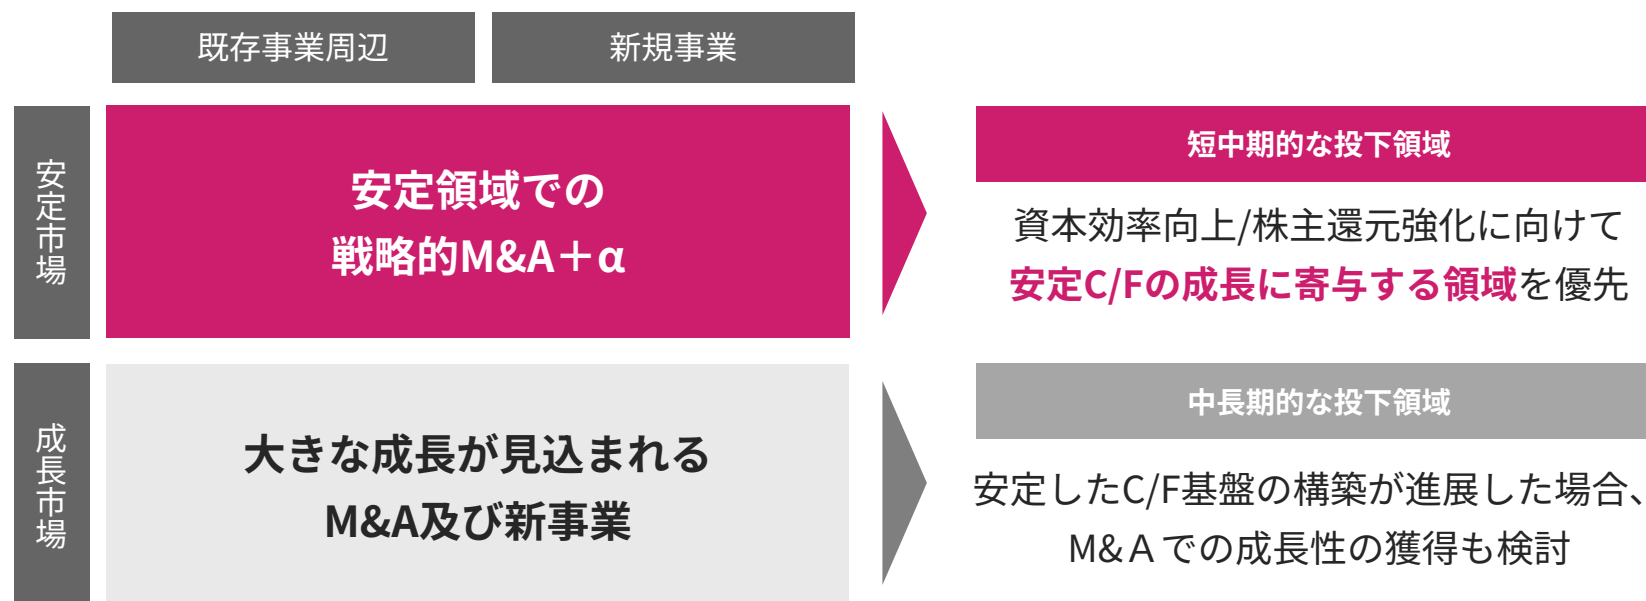 既存事業周辺
新規事業
安定市場
安定領域での
戦略的M&A＋α
短中期的な投下領域
資本効率向上/株主還元強化に向けて
安定C/Fの成長に寄与する領域を優先
成長市場
大きな成長が見込まれる
M&A及び新事業
中長期的な投下領域
安定したC/F基盤の構築が進展した場合、
M&Ａでの成長性の獲得も検討